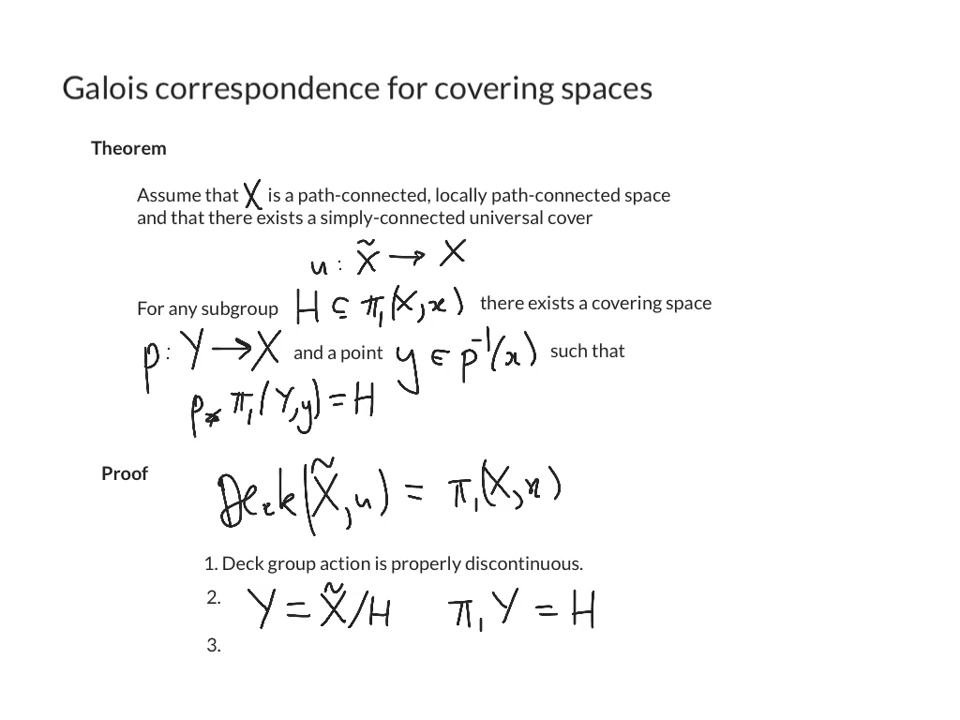 Galois correspondence for covering spaces
Theorem
Assume that X is a path-connected, locally path-connected space
and that there exists a simply-connected universal cover
u : X̃ → X
For any subgroup H ⊆ π₁(X,x) there exists a covering space
p: Y → X and a point y ∈ p⁻¹(x) such that
p∗ π₁(Y,y) = H
Proof Deck(X̃,u) = π₁(X,x)
1. Deck group action is properly discontinuous.
2. Y = X̃/H π₁Y = H
3.